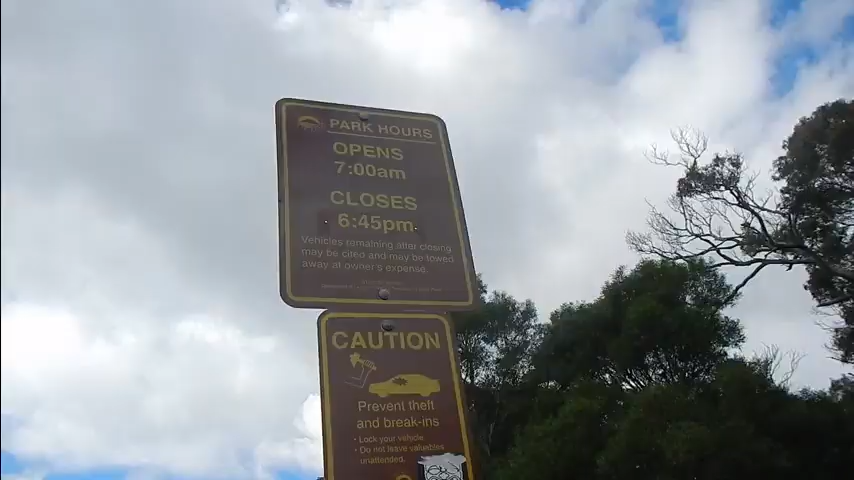 PARK HOURS
OPENS
7:00am
CLOSES
6:45pm
Vehicles remaining after closing
may be cited and may be towed
away at owner's expense.
CAUTION
Prevent theft
and break-ins
• Lock your vehicle.
• Do not leave valuables
unattended.